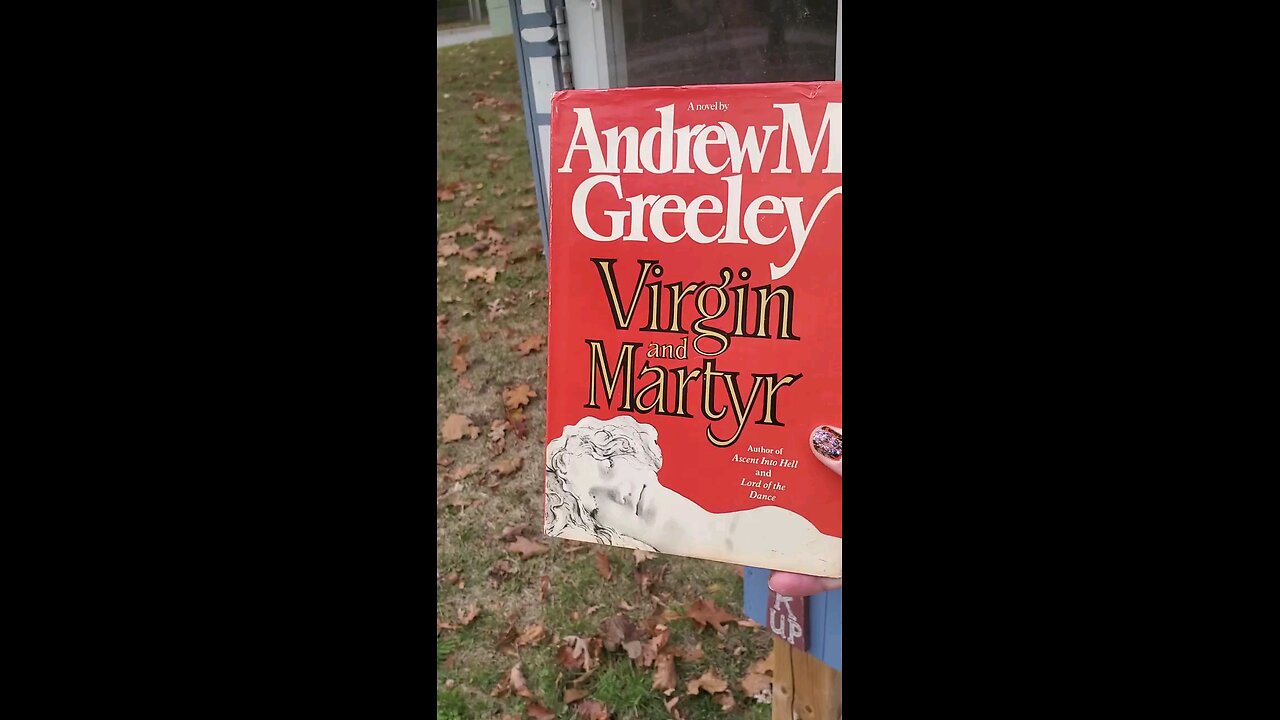 A novel by
Andrew M
Greeley
Virgin
and
Martyr
Author of
Ascent Into Hell
and
Lord of the
Dance
R
UP